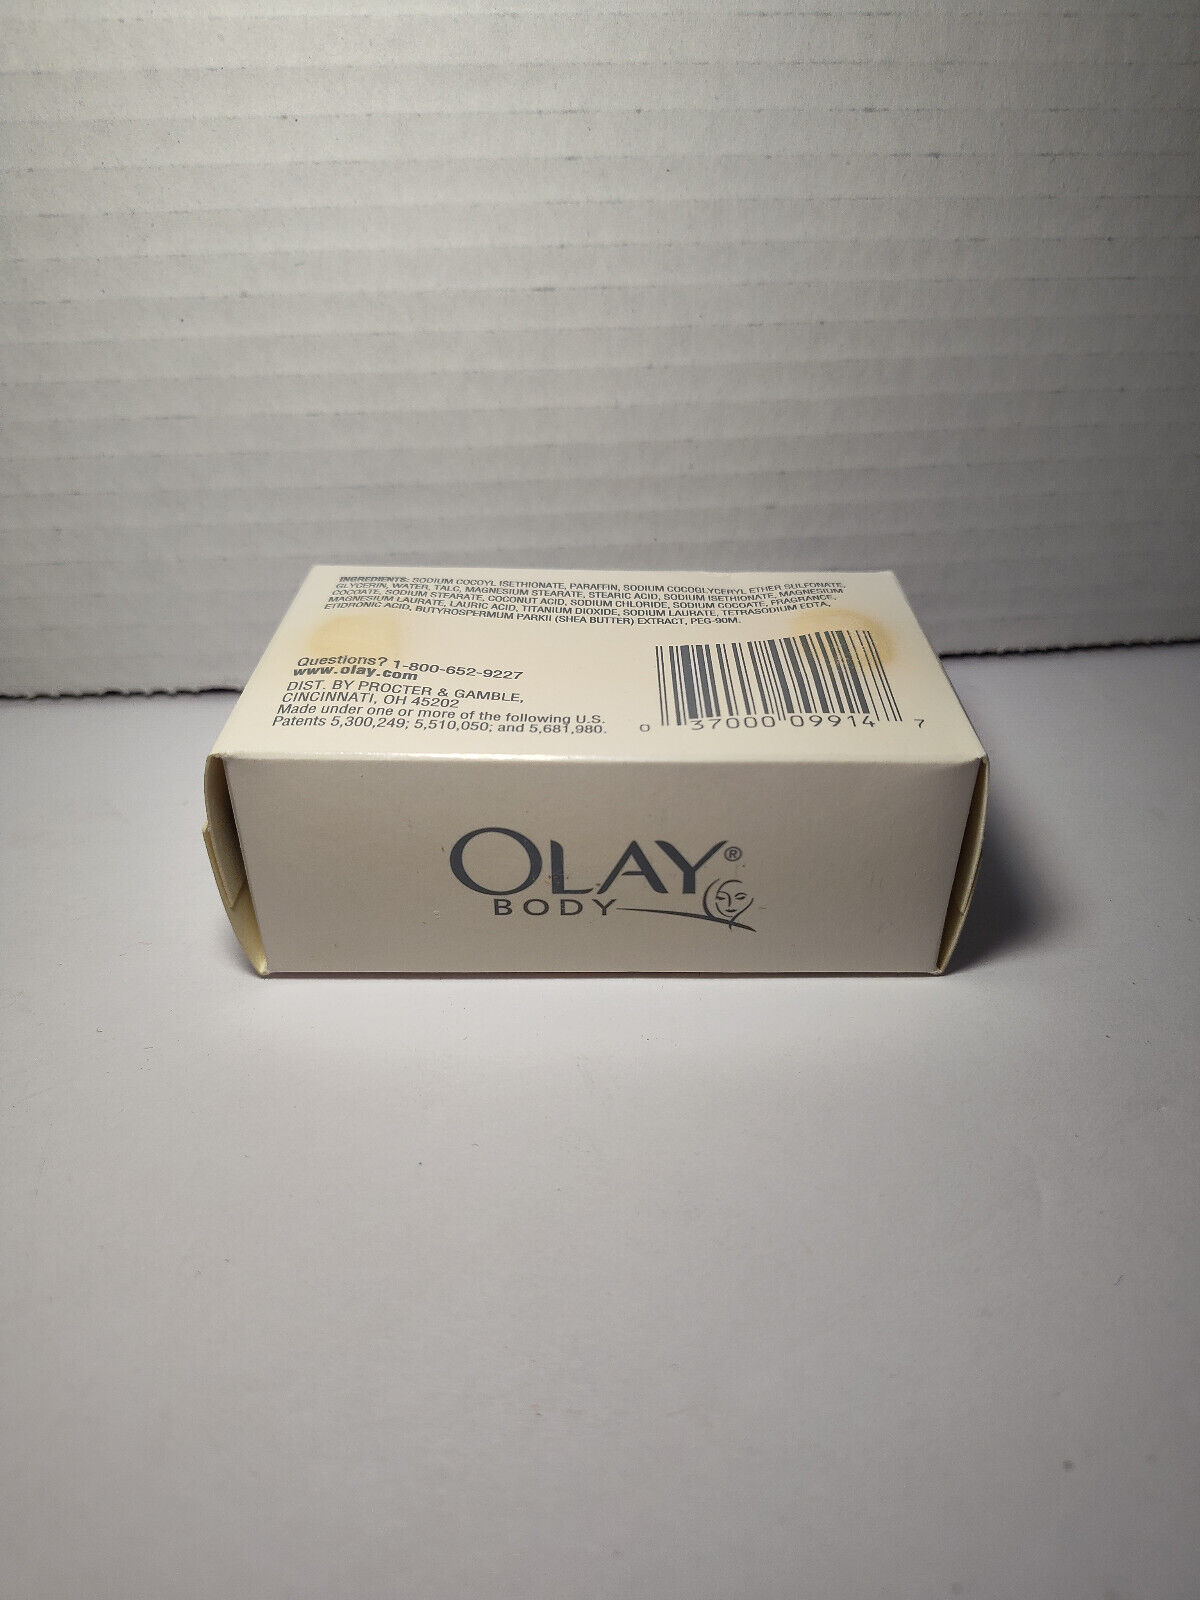 INGREDIENTS: SODIUM COCOYL ISETHIONATE, PARAFFIN, SODIUM COCOGLYCERYL ETHER SULFONATE,
GLYCERIN, WATER, TALC, MAGNESIUM STEARATE, STEARIC ACID, SODIUM ISETHIONATE, MAGNESIUM
COCOATE, SODIUM STEARATE, COCONUT ACID, SODIUM CHLORIDE, SODIUM COCOATE, FRAGRANCE,
MAGNESIUM LAURATE, LAURIC ACID, TITANIUM DIOXIDE, SODIUM LAURATE, TETRASODIUM EDTA,
ETIDRONIC ACID, BUTYROSPERMUM PARKII (SHEA BUTTER) EXTRACT, PEG-90M.
Questions? 1-800-652-9227
www.olay.com
DIST. BY PROCTER & GAMBLE,
CINCINNATI, OH 45202
Made under one or more of the following U.S.
Patents 5,300,249; 5,510,050; and 5,681,980.
0 37000 09914 7
OLAY®
BODY